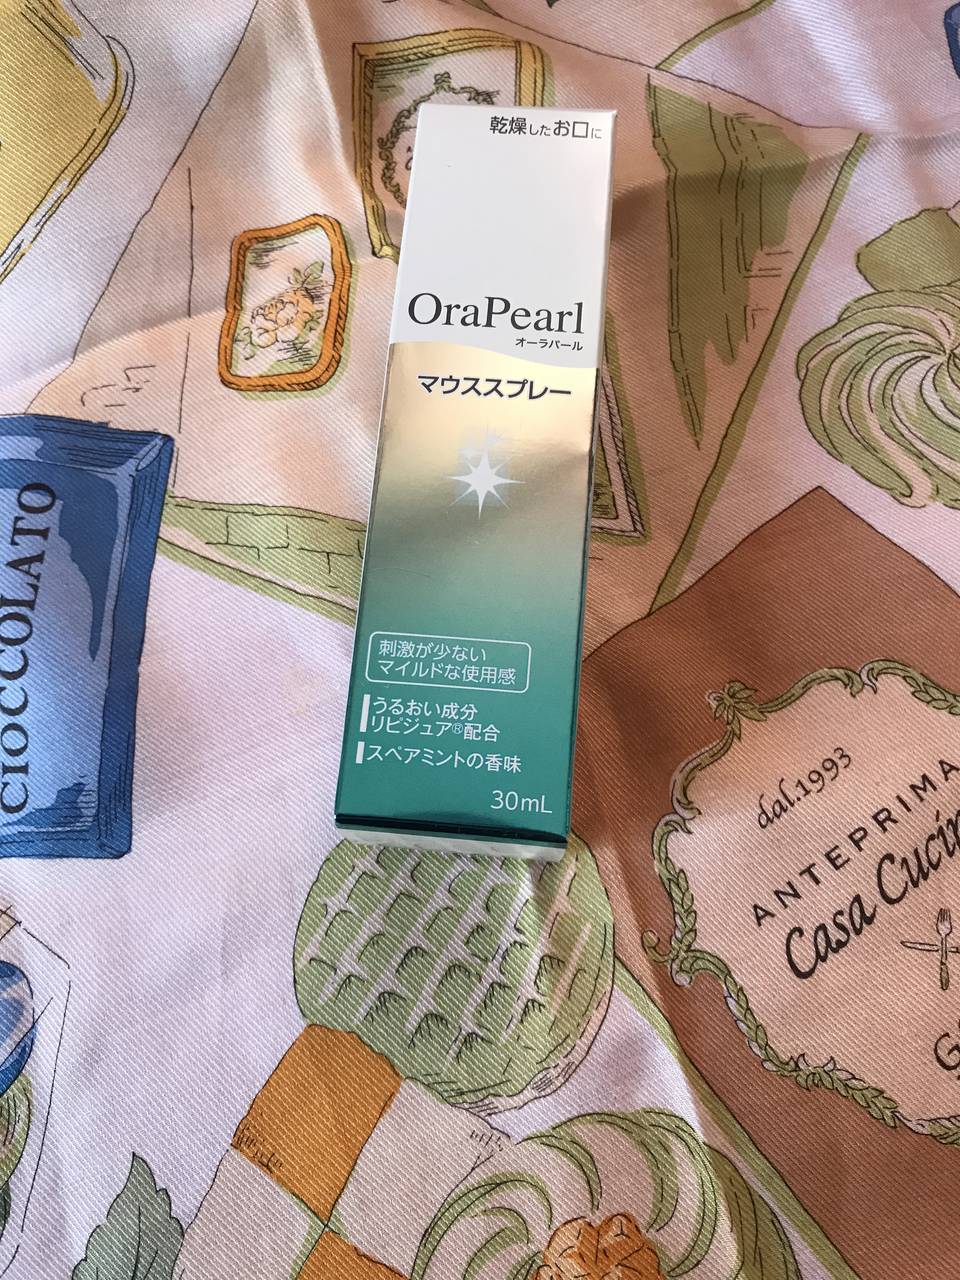 乾燥したお口に
OraPearl
オーラパール
マウススプレー
刺激が少ない
マイルドな使用感
うるおい成分
リピジュア®配合
スペアミントの香味
30mL
CIOCCOLATO
dal.1993
ANTEPRIMA
Casa